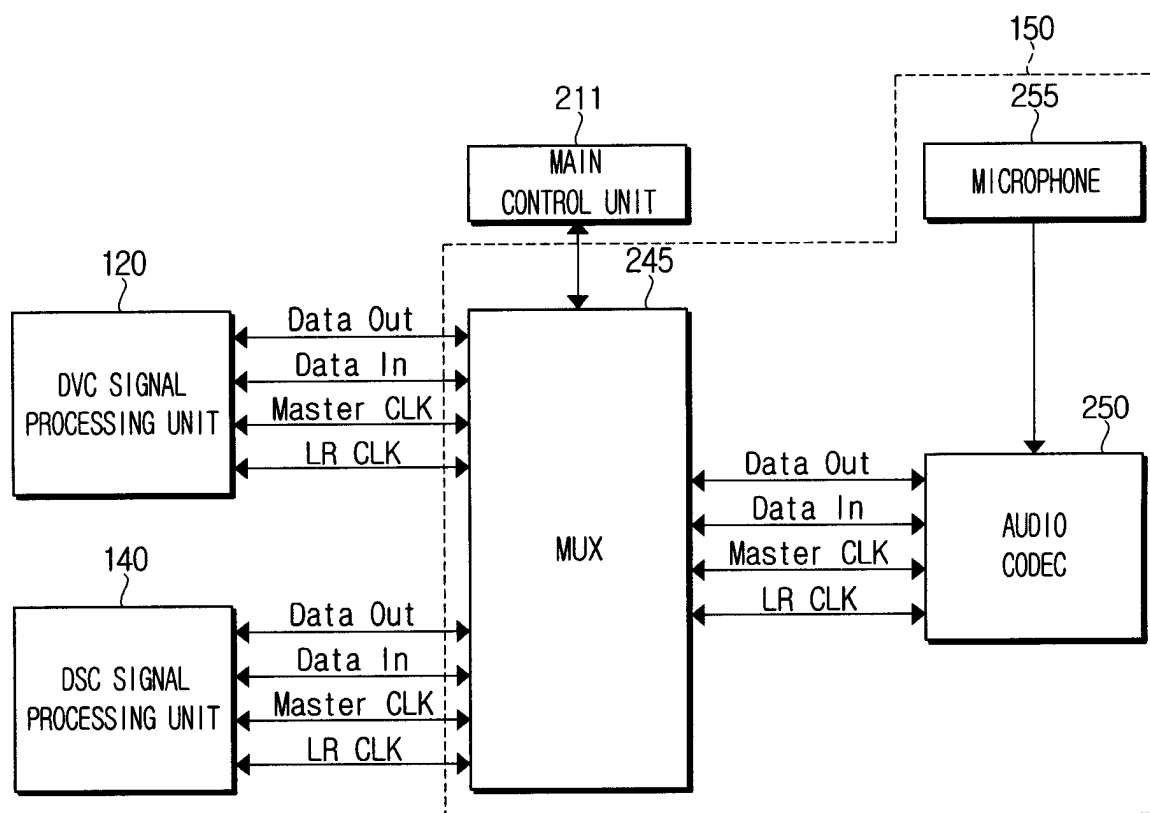 150
211
255
MAIN
CONTROL UNIT
MICROPHONE
120
245
DVC SIGNAL
PROCESSING UNIT
Data Out
Data In
Master CLK
LR CLK
250
Data Out
Data In
Master CLK
LR CLK
MUX
AUDIO
CODEC
140
DSC SIGNAL
PROCESSING UNIT
Data Out
Data In
Master CLK
LR CLK